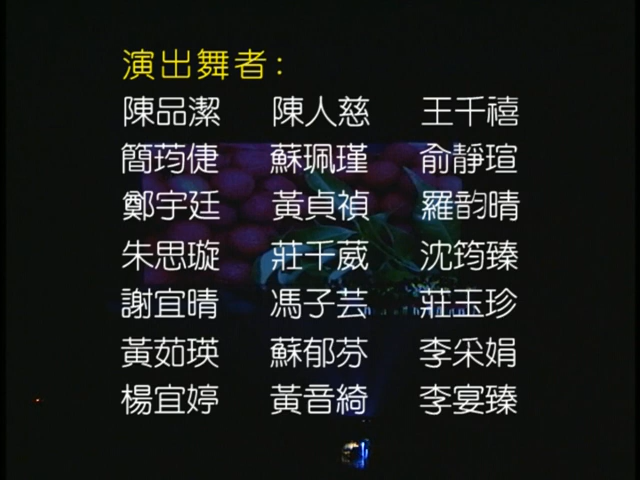 演出舞者：
陳品潔 陳人慈 王千禧
簡荺倢 蘇珮瑾 俞靜瑄
鄭宇廷 黃貞禎 羅韵晴
朱思璇 莊千葳 沈筠臻
謝宜晴 馮子芸 莊玉珍
黃茹瑛 蘇郁芬 李采娟
楊宜婷 黃音綺 李宴臻